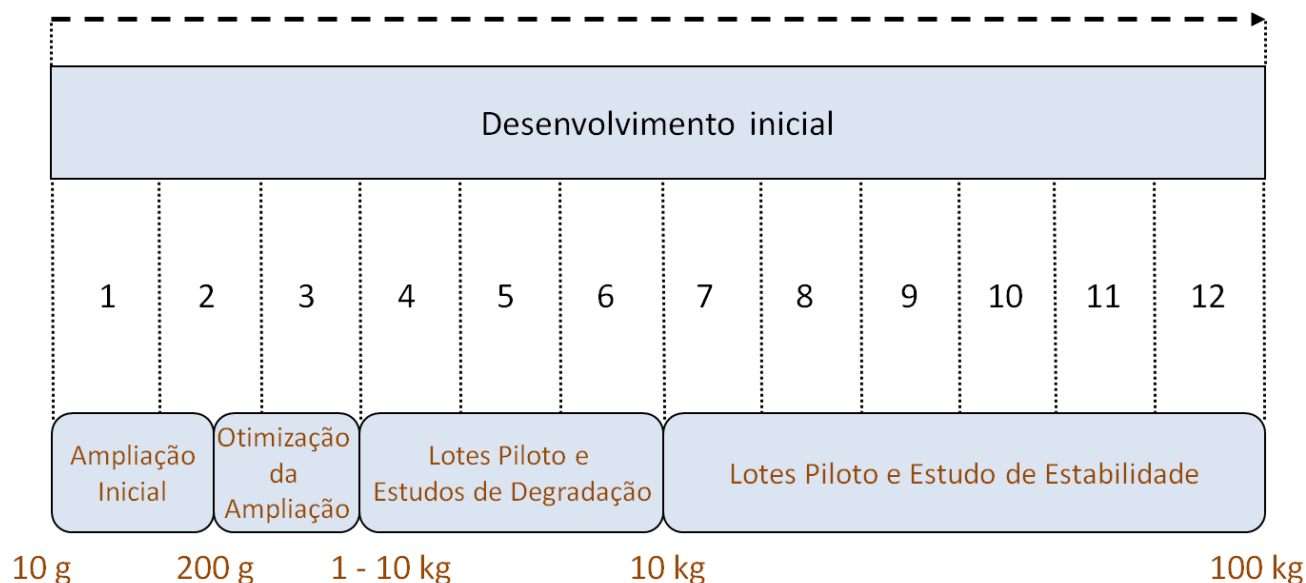 Desenvolvimento inicial
1 2 3 4 5 6 7 8 9 10 11 12
Ampliação
Inicial
Otimização
da
Ampliação
Lotes Piloto e
Estudos de Degradação
Lotes Piloto e Estudo de Estabilidade
10 g 200 g 1 - 10 kg 10 kg 100 kg